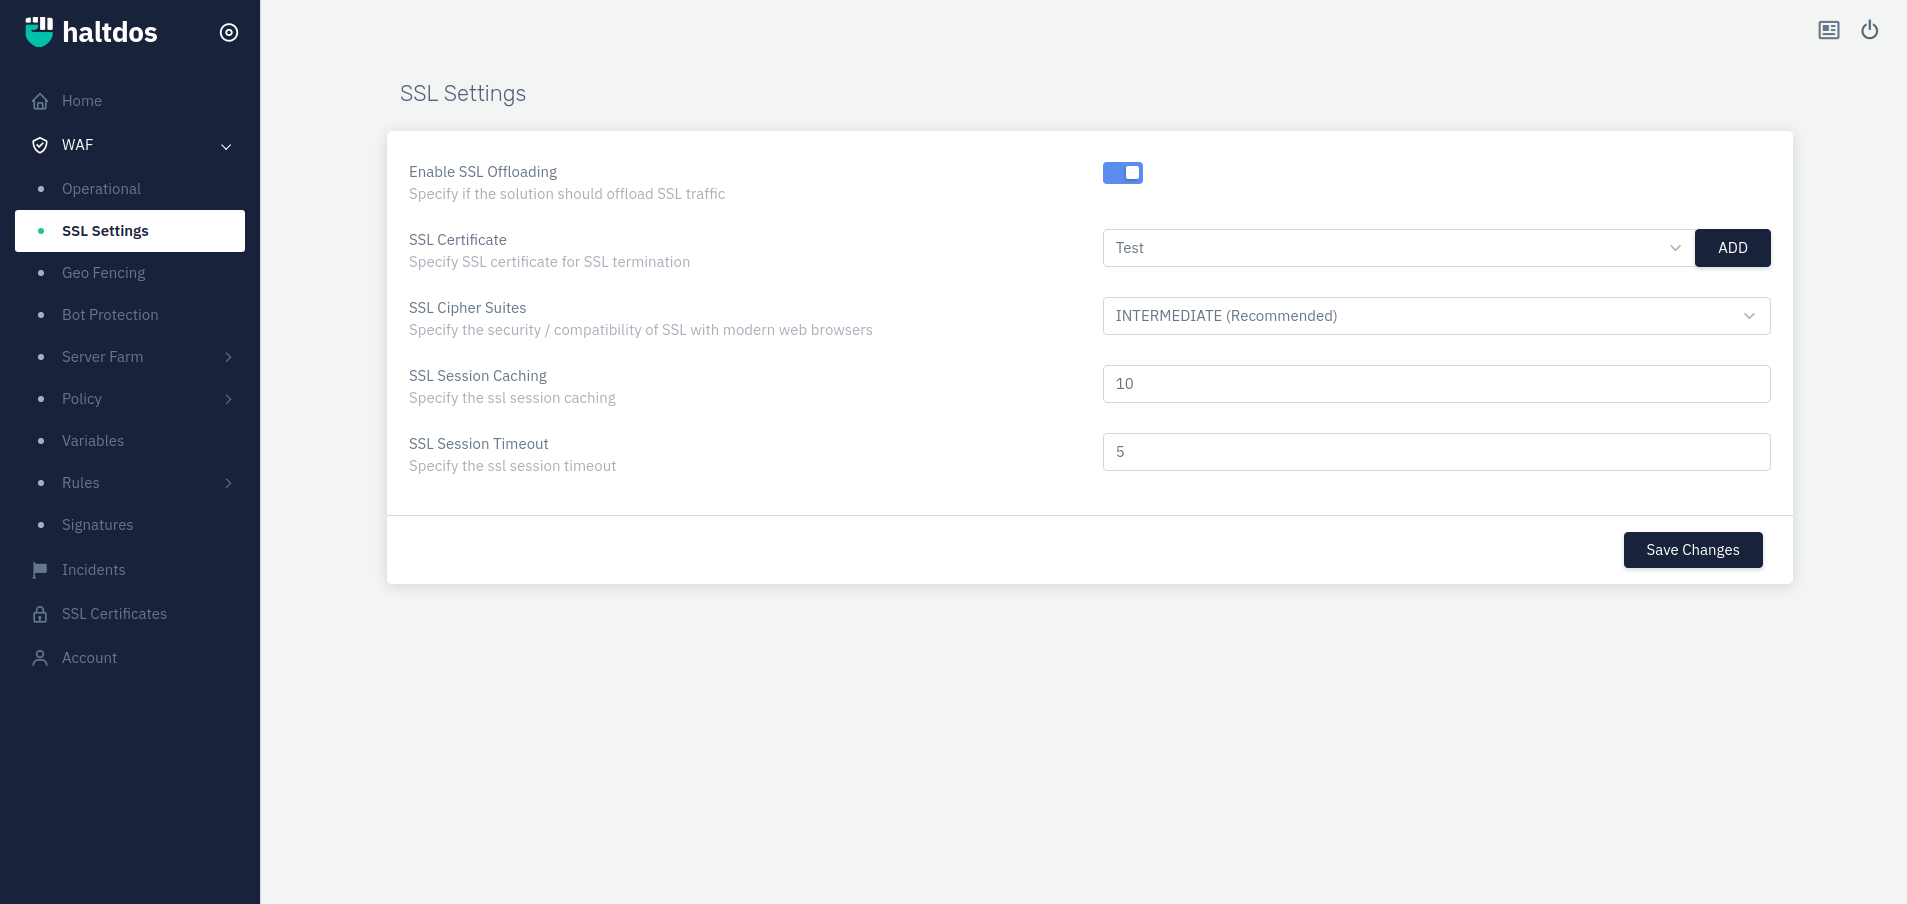 haltdos
Home
WAF
Operational
SSL Settings
Geo Fencing
Bot Protection
Server Farm
Policy
Variables
Rules
Signatures
Incidents
SSL Certificates
Account
SSL Settings
Enable SSL Offloading
Specify if the solution should offload SSL traffic
SSL Certificate
Specify SSL certificate for SSL termination
Test
ADD
SSL Cipher Suites
Specify the security / compatibility of SSL with modern web browsers
INTERMEDIATE (Recommended)
SSL Session Caching
Specify the ssl session caching
10
SSL Session Timeout
Specify the ssl session timeout
5
Save Changes